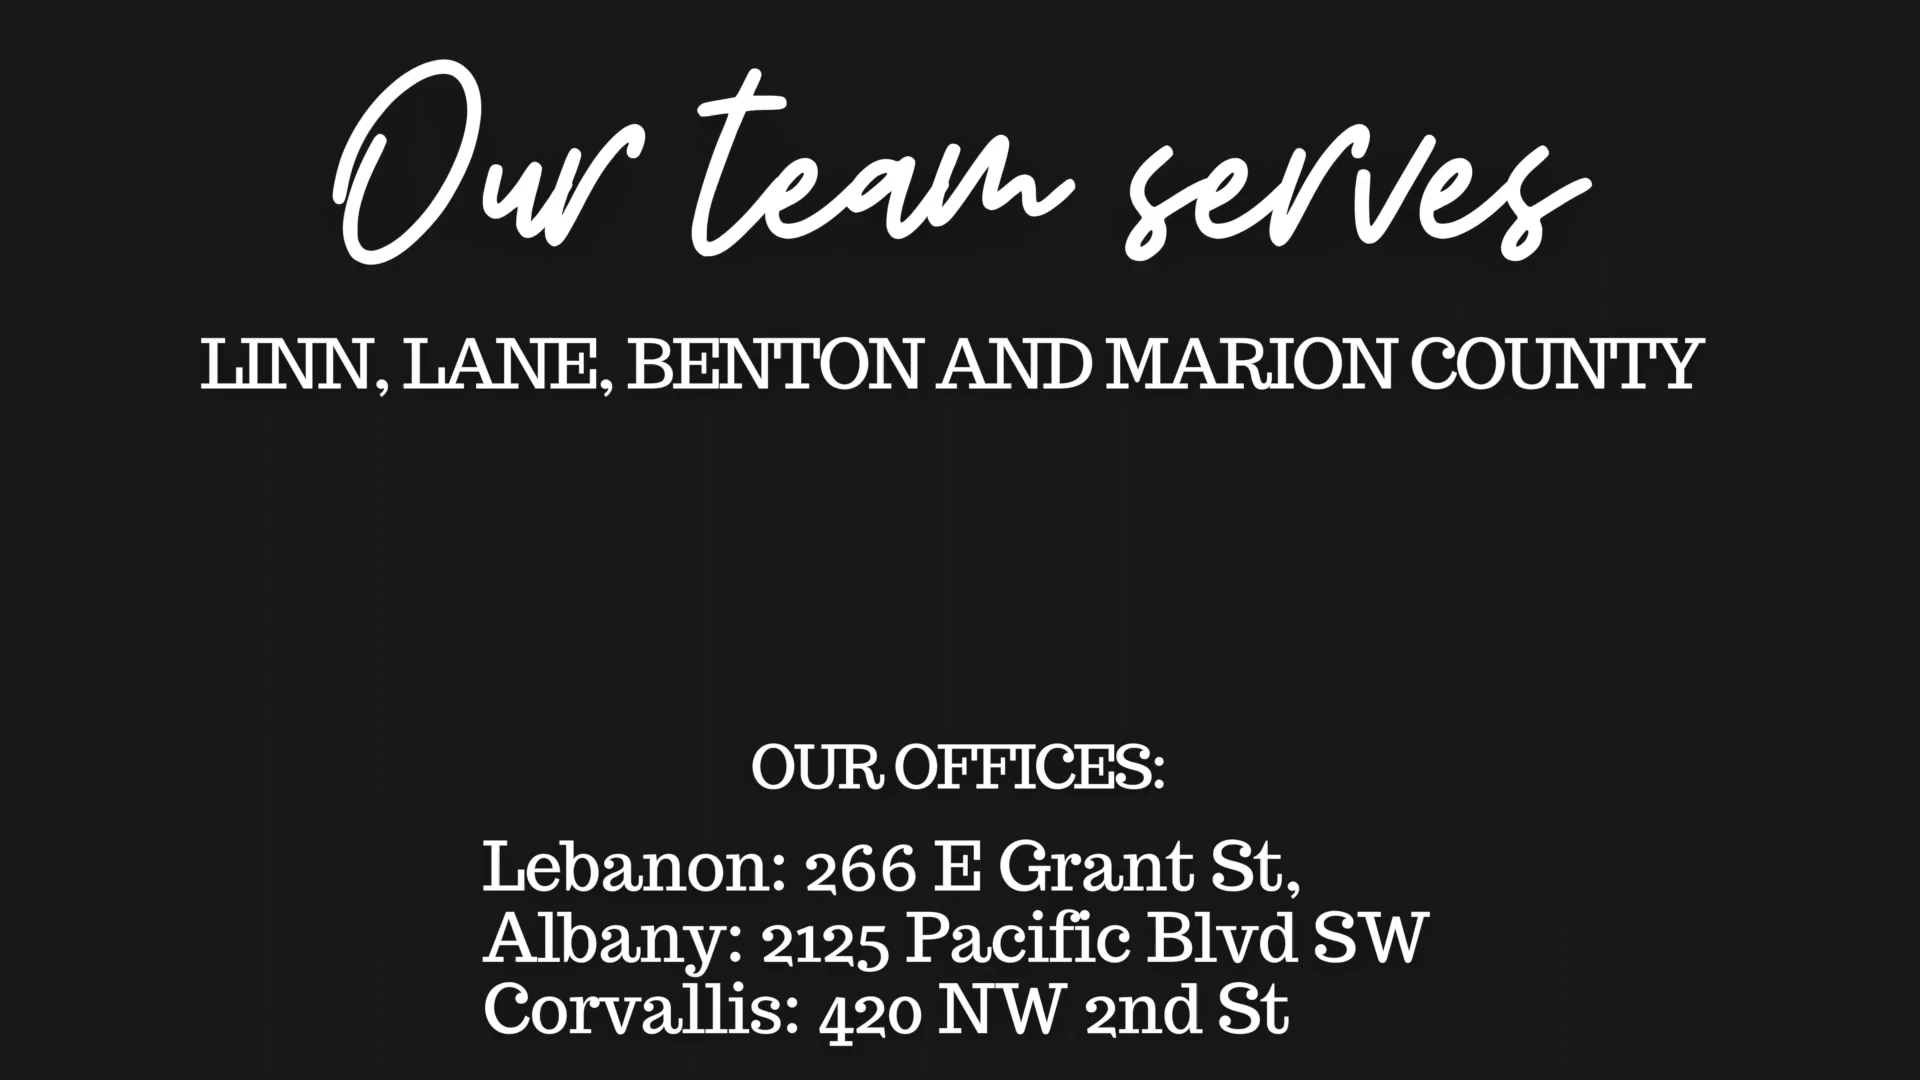 Our team serves
LINN, LANE, BENTON AND MARION COUNTY
OUR OFFICES:
Lebanon: 266 E Grant St,
Albany: 2125 Pacific Blvd SW
Corvallis: 420 NW 2nd St